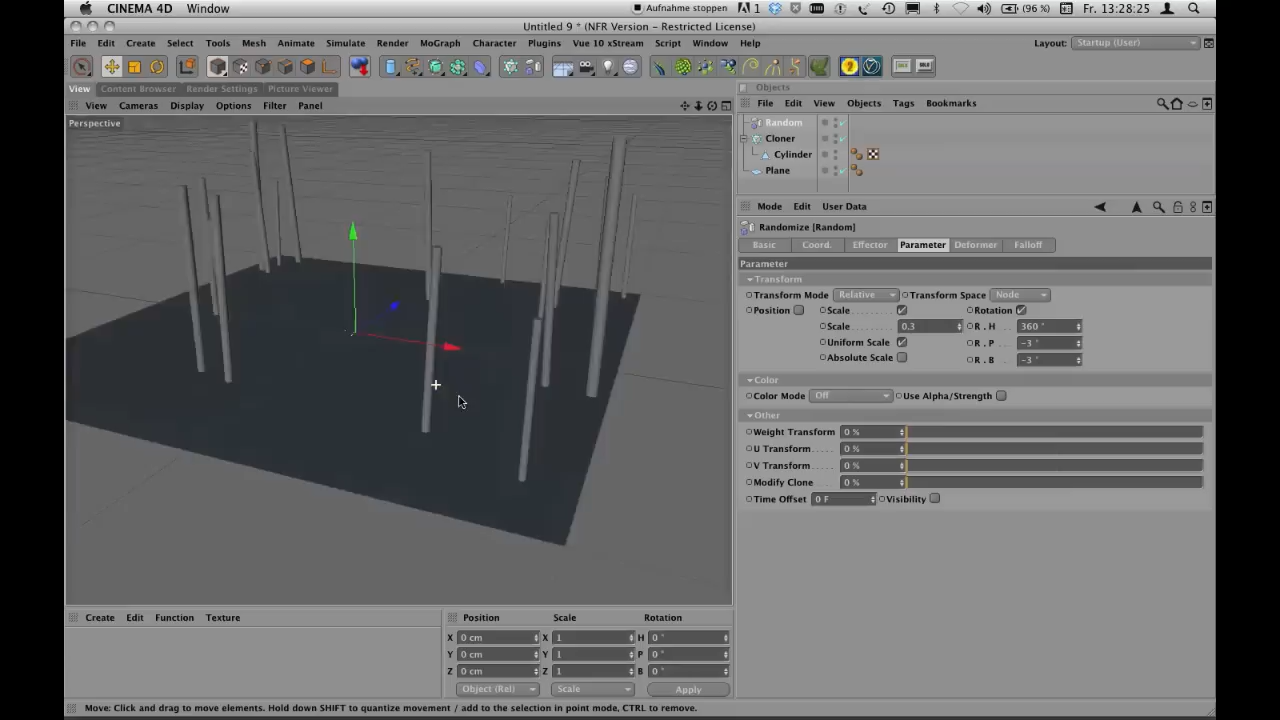 CINEMA 4D Window Aufnahme stoppen 1 (96 %) Fr. 13:28:25
Untitled 9 * (NFR Version - Restricted License)
File Edit Create Select Tools Mesh Animate Simulate Render MoGraph Character Plugins Vue 10 xStream Script Window Help Layout: Startup (User)
View Content Browser Render Settings Picture Viewer Objects
View Cameras Display Options Filter Panel File Edit View Objects Tags Bookmarks
Perspective
Random
Cloner
Cylinder
Plane
Mode Edit User Data
Randomize [Random]
Basic Coord. Effector Parameter Deformer Falloff
Parameter
Transform
Transform Mode Relative Transform Space Node
Position Scale Rotation
Scale 0.3 R . H 360 °
Uniform Scale R . P -3 °
Absolute Scale R . B -3 °
Color
Color Mode Off Use Alpha/Strength
Other
Weight Transform 0 %
U Transform 0 %
V Transform 0 %
Modify Clone 0 %
Time Offset 0 F Visibility
Create Edit Function Texture Position Scale Rotation
X 0 cm X 1 H 0 °
Y 0 cm Y 1 P 0 °
Z 0 cm Z 1 B 0 °
Object (Rel) Scale Apply
Move: Click and drag to move elements. Hold down SHIFT to quantize movement / add to the selection in point mode, CTRL to remove.